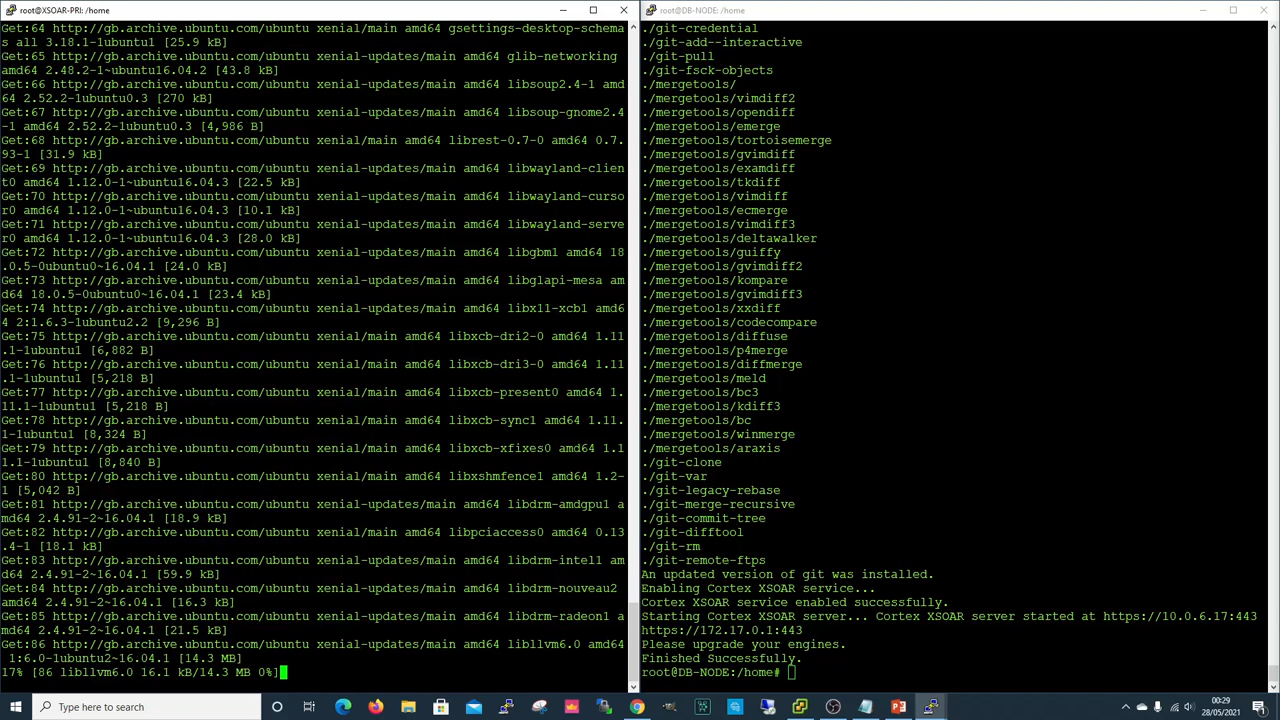 root@XSOAR-PRI: /home
Get:64 http://gb.archive.ubuntu.com/ubuntu xenial/main amd64 gsettings-desktop-schema
s all 3.18.1-1ubuntu1 [25.9 kB]
Get:65 http://gb.archive.ubuntu.com/ubuntu xenial-updates/main amd64 glib-networking
amd64 2.48.2-1~ubuntu16.04.2 [43.8 kB]
Get:66 http://gb.archive.ubuntu.com/ubuntu xenial-updates/main amd64 libsoup2.4-1 amd
64 2.52.2-1ubuntu0.3 [270 kB]
Get:67 http://gb.archive.ubuntu.com/ubuntu xenial-updates/main amd64 libsoup-gnome2.4
-1 amd64 2.52.2-1ubuntu0.3 [4,986 B]
Get:68 http://gb.archive.ubuntu.com/ubuntu xenial/main amd64 librest-0.7-0 amd64 0.7.
93-1 [31.9 kB]
Get:69 http://gb.archive.ubuntu.com/ubuntu xenial-updates/main amd64 libwayland-clien
t0 amd64 1.12.0-1~ubuntu16.04.3 [22.5 kB]
Get:70 http://gb.archive.ubuntu.com/ubuntu xenial-updates/main amd64 libwayland-curso
r0 amd64 1.12.0-1~ubuntu16.04.3 [10.1 kB]
Get:71 http://gb.archive.ubuntu.com/ubuntu xenial-updates/main amd64 libwayland-serve
r0 amd64 1.12.0-1~ubuntu16.04.3 [28.0 kB]
Get:72 http://gb.archive.ubuntu.com/ubuntu xenial-updates/main amd64 libgbm1 amd64 18
.0.5-0ubuntu0~16.04.1 [24.0 kB]
Get:73 http://gb.archive.ubuntu.com/ubuntu xenial-updates/main amd64 libglapi-mesa am
d64 18.0.5-0ubuntu0~16.04.1 [23.4 kB]
Get:74 http://gb.archive.ubuntu.com/ubuntu xenial-updates/main amd64 libx11-xcb1 amd6
4 2:1.6.3-1ubuntu2.2 [9,296 B]
Get:75 http://gb.archive.ubuntu.com/ubuntu xenial/main amd64 libxcb-dri2-0 amd64 1.11
.1-1ubuntu1 [6,882 B]
Get:76 http://gb.archive.ubuntu.com/ubuntu xenial/main amd64 libxcb-dri3-0 amd64 1.11
.1-1ubuntu1 [5,218 B]
Get:77 http://gb.archive.ubuntu.com/ubuntu xenial/main amd64 libxcb-present0 amd64 1.
11.1-1ubuntu1 [5,218 B]
Get:78 http://gb.archive.ubuntu.com/ubuntu xenial/main amd64 libxcb-sync1 amd64 1.11.
1-1ubuntu1 [8,324 B]
Get:79 http://gb.archive.ubuntu.com/ubuntu xenial/main amd64 libxcb-xfixes0 amd64 1.1
1.1-1ubuntu1 [8,840 B]
Get:80 http://gb.archive.ubuntu.com/ubuntu xenial/main amd64 libxshmfence1 amd64 1.2-
1 [5,042 B]
Get:81 http://gb.archive.ubuntu.com/ubuntu xenial-updates/main amd64 libdrm-amdgpu1 a
md64 2.4.91-2~16.04.1 [18.9 kB]
Get:82 http://gb.archive.ubuntu.com/ubuntu xenial/main amd64 libpciaccess0 amd64 0.13
.4-1 [18.1 kB]
Get:83 http://gb.archive.ubuntu.com/ubuntu xenial-updates/main amd64 libdrm-intel1 am
d64 2.4.91-2~16.04.1 [59.9 kB]
Get:84 http://gb.archive.ubuntu.com/ubuntu xenial-updates/main amd64 libdrm-nouveau2
amd64 2.4.91-2~16.04.1 [16.3 kB]
Get:85 http://gb.archive.ubuntu.com/ubuntu xenial-updates/main amd64 libdrm-radeon1 a
md64 2.4.91-2~16.04.1 [21.5 kB]
Get:86 http://gb.archive.ubuntu.com/ubuntu xenial-updates/main amd64 libllvm6.0 amd64
1:6.0-1ubuntu2~16.04.1 [14.3 MB]
17% [86 libllvm6.0 16.1 kB/14.3 MB 0%]
root@DB-NODE: /home
./git-credential
./git-add--interactive
./git-pull
./git-fsck-objects
./mergetools/
./mergetools/vimdiff2
./mergetools/opendiff
./mergetools/emerge
./mergetools/tortoisemerge
./mergetools/gvimdiff
./mergetools/examdiff
./mergetools/tkdiff
./mergetools/vimdiff
./mergetools/ecmerge
./mergetools/vimdiff3
./mergetools/deltawalker
./mergetools/guiffy
./mergetools/gvimdiff2
./mergetools/kompare
./mergetools/gvimdiff3
./mergetools/xxdiff
./mergetools/codecompare
./mergetools/diffuse
./mergetools/p4merge
./mergetools/diffmerge
./mergetools/meld
./mergetools/bc3
./mergetools/kdiff3
./mergetools/bc
./mergetools/winmerge
./mergetools/araxis
./git-clone
./git-var
./git-legacy-rebase
./git-merge-recursive
./git-commit-tree
./git-difftool
./git-rm
./git-remote-ftps
An updated version of git was installed.
Enabling Cortex XSOAR service...
Cortex XSOAR service enabled successfully.
Starting Cortex XSOAR server... Cortex XSOAR server started at https://10.0.6.17:443
https://172.17.0.1:443
Please upgrade your engines.
Finished Successfully.
root@DB-NODE:/home#
Type here to search
00:29
28/05/2021